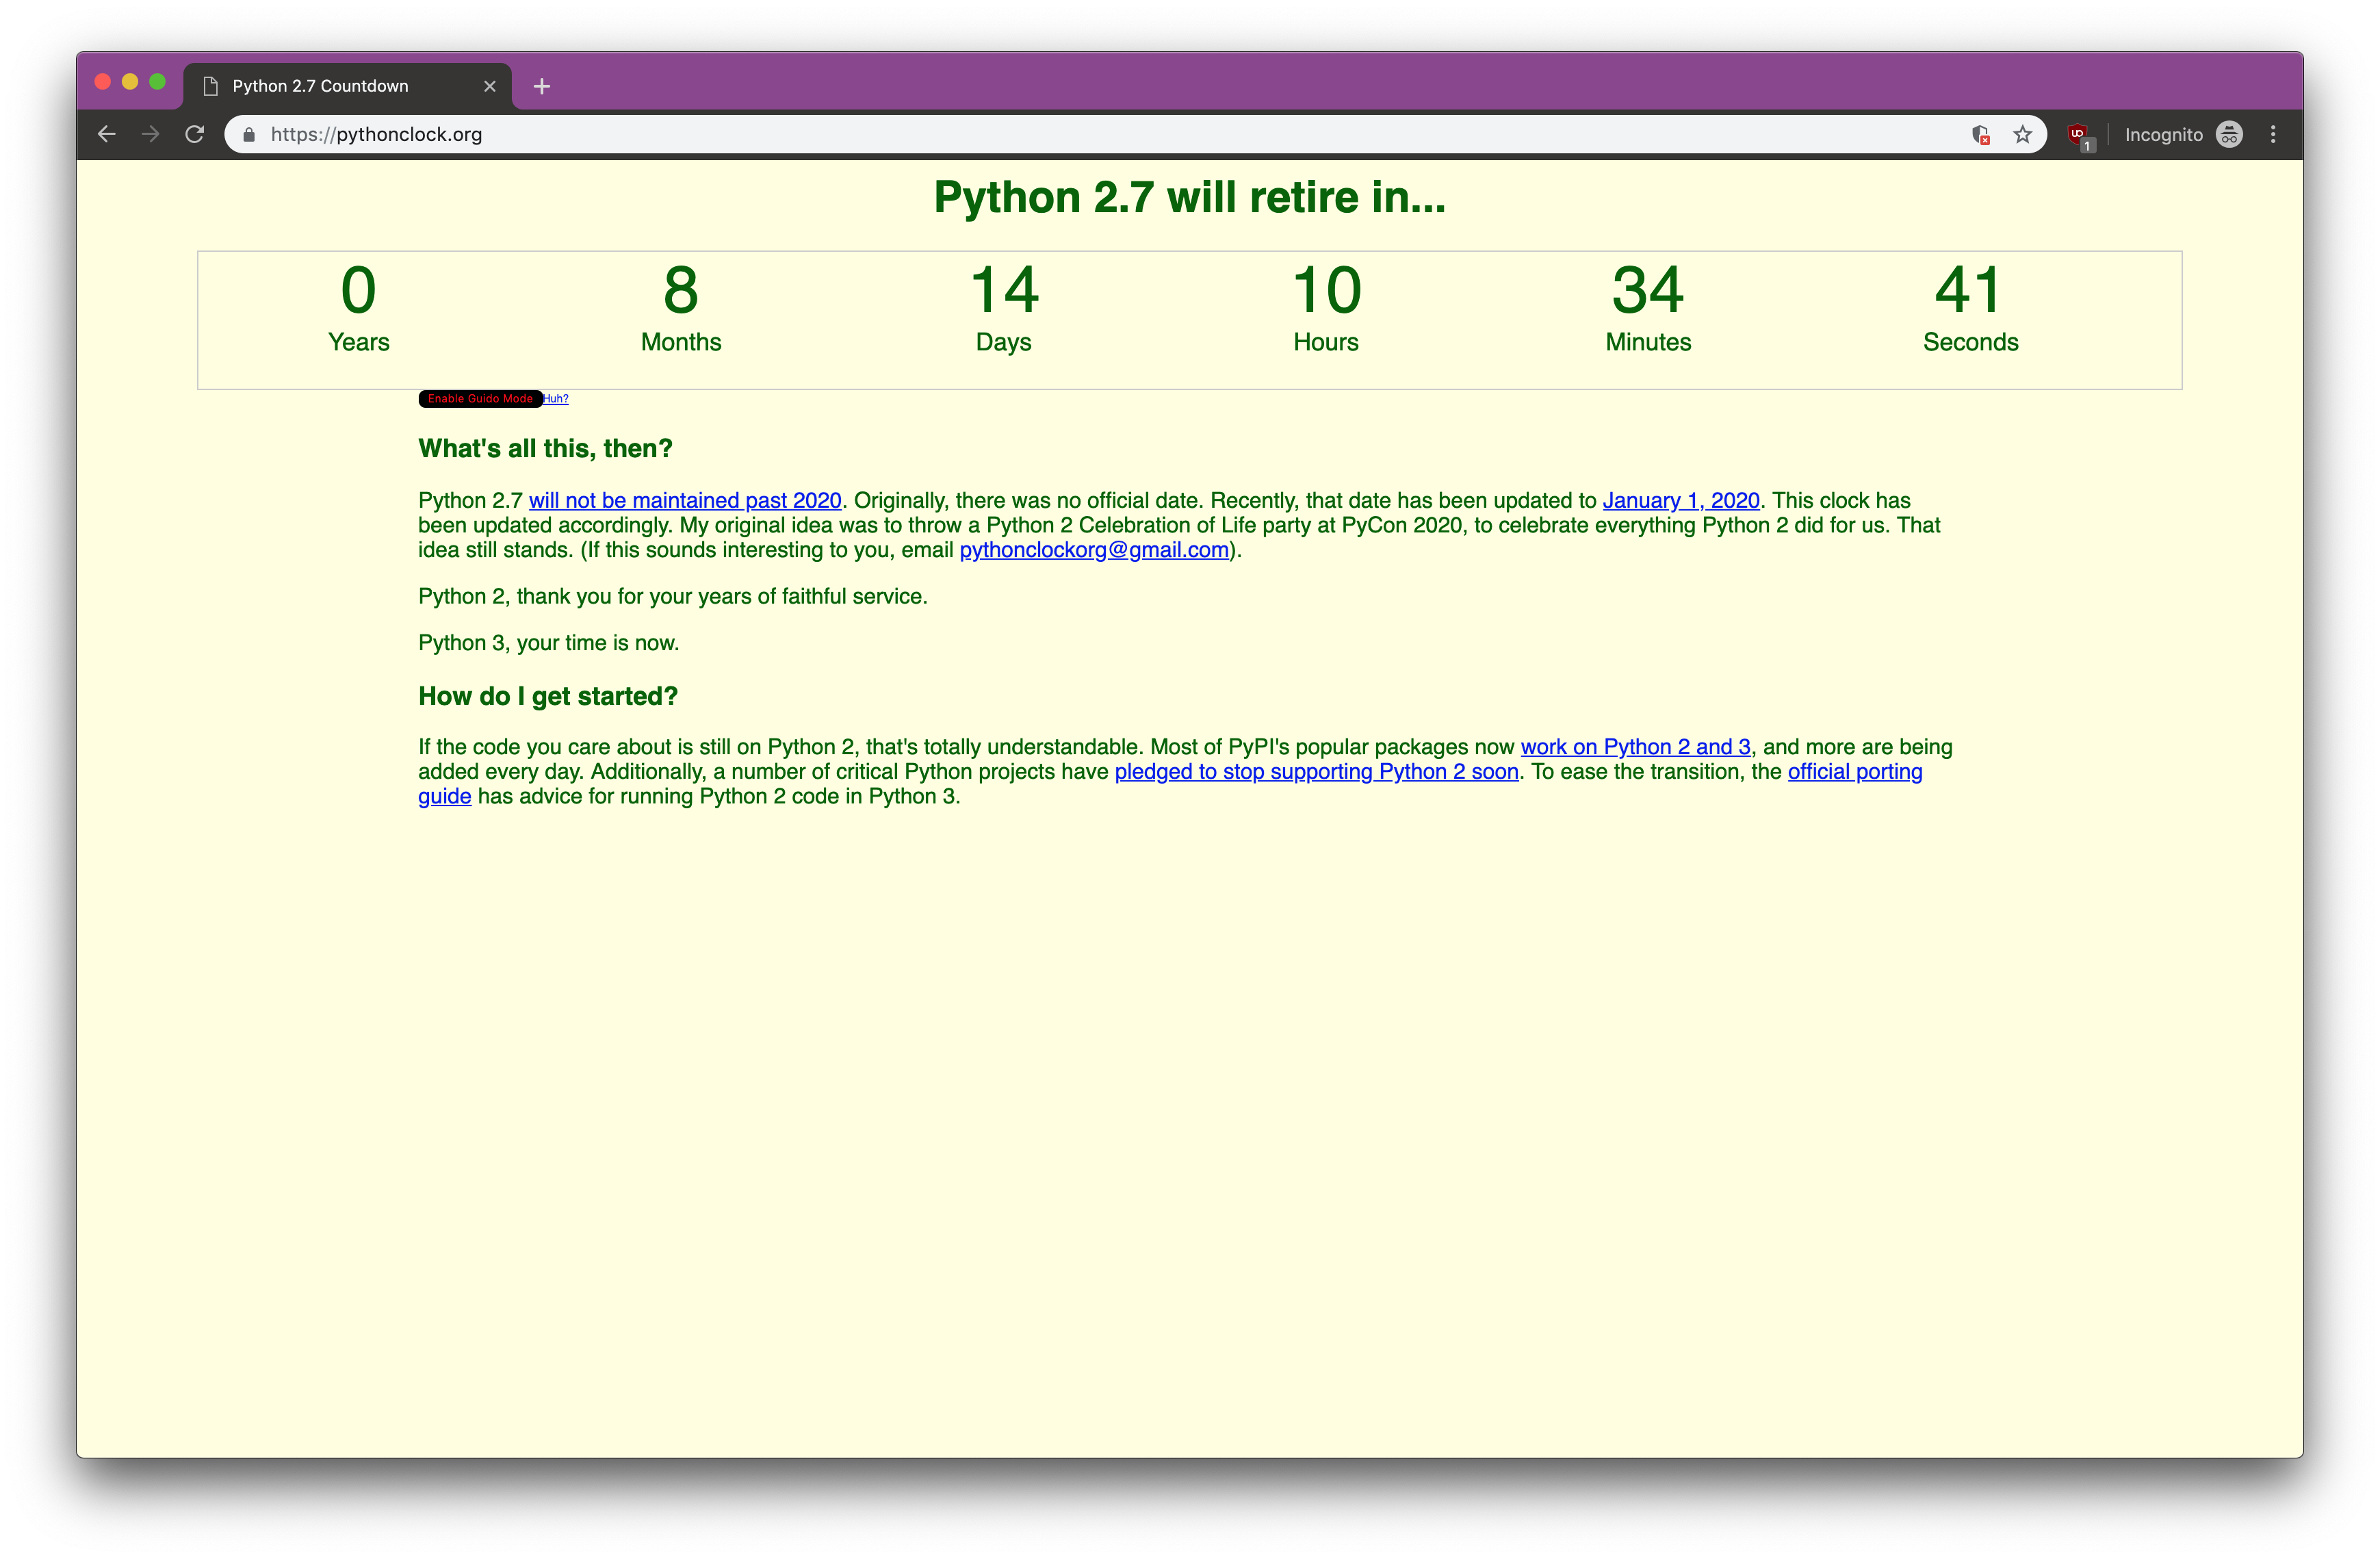 Python 2.7 Countdown
https://pythonclock.org
1
Incognito
Python 2.7 will retire in...
0 8 14 10 34 41
Years Months Days Hours Minutes Seconds
Enable Guido Mode Huh?
What's all this, then?
Python 2.7 will not be maintained past 2020. Originally, there was no official date. Recently, that date has been updated to January 1, 2020. This clock has
been updated accordingly. My original idea was to throw a Python 2 Celebration of Life party at PyCon 2020, to celebrate everything Python 2 did for us. That
idea still stands. (If this sounds interesting to you, email pythonclockorg@gmail.com).
Python 2, thank you for your years of faithful service.
Python 3, your time is now.
How do I get started?
If the code you care about is still on Python 2, that's totally understandable. Most of PyPI's popular packages now work on Python 2 and 3, and more are being
added every day. Additionally, a number of critical Python projects have pledged to stop supporting Python 2 soon. To ease the transition, the official porting
guide has advice for running Python 2 code in Python 3.